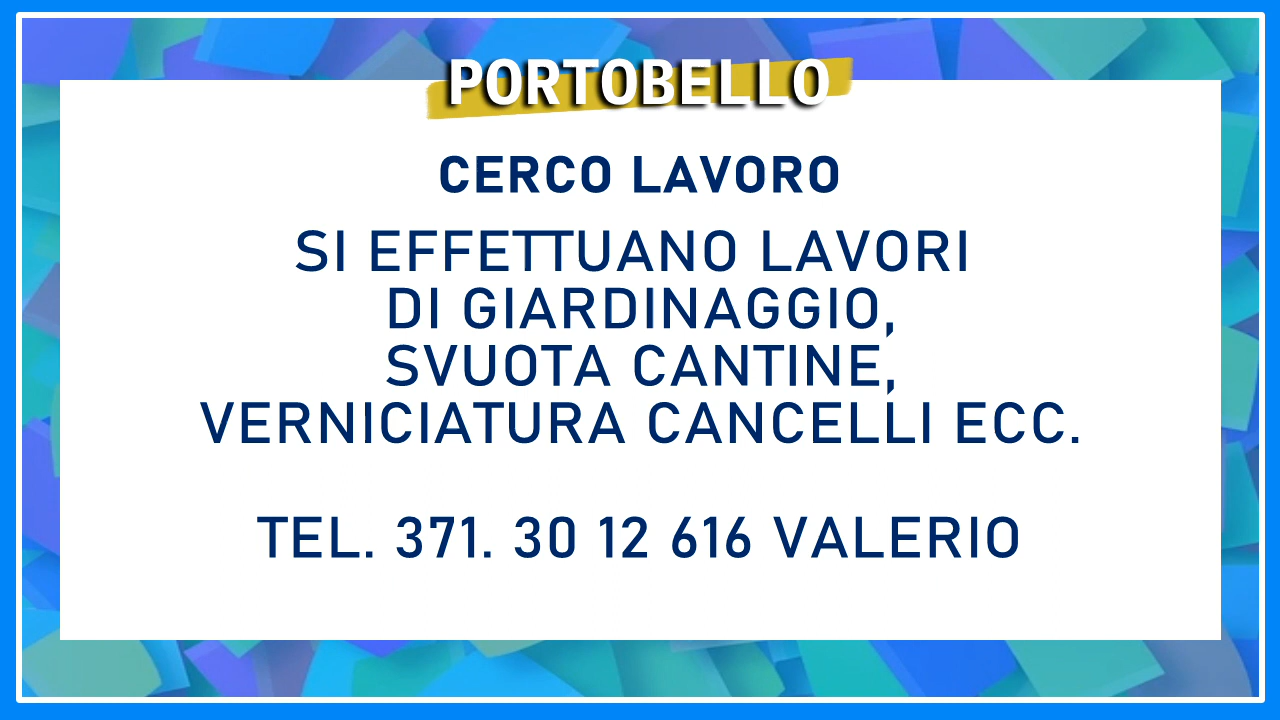 PORTOBELLO
CERCO LAVORO
SI EFFETTUANO LAVORI
DI GIARDINAGGIO,
SVUOTA CANTINE,
VERNICIATURA CANCELLI ECC.
TEL. 371. 30 12 616 VALERIO